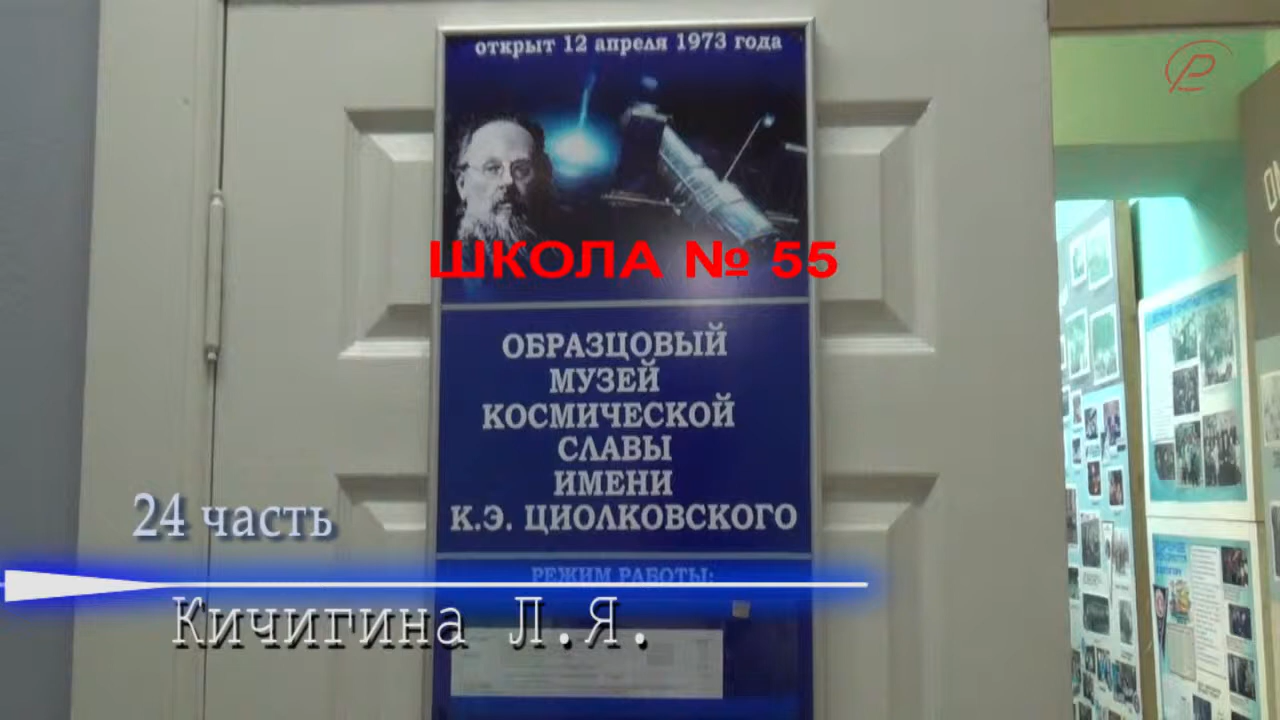 открыт 12 апреля 1973 года
ШКОЛА № 55
ОБРАЗЦОВЫЙ
МУЗЕЙ
КОСМИЧЕСКОЙ
СЛАВЫ
ИМЕНИ
К.Э. ЦИОЛКОВСКОГО
24 часть
РЕЖИМ РАБОТЫ:
Кичигина Л.Я.